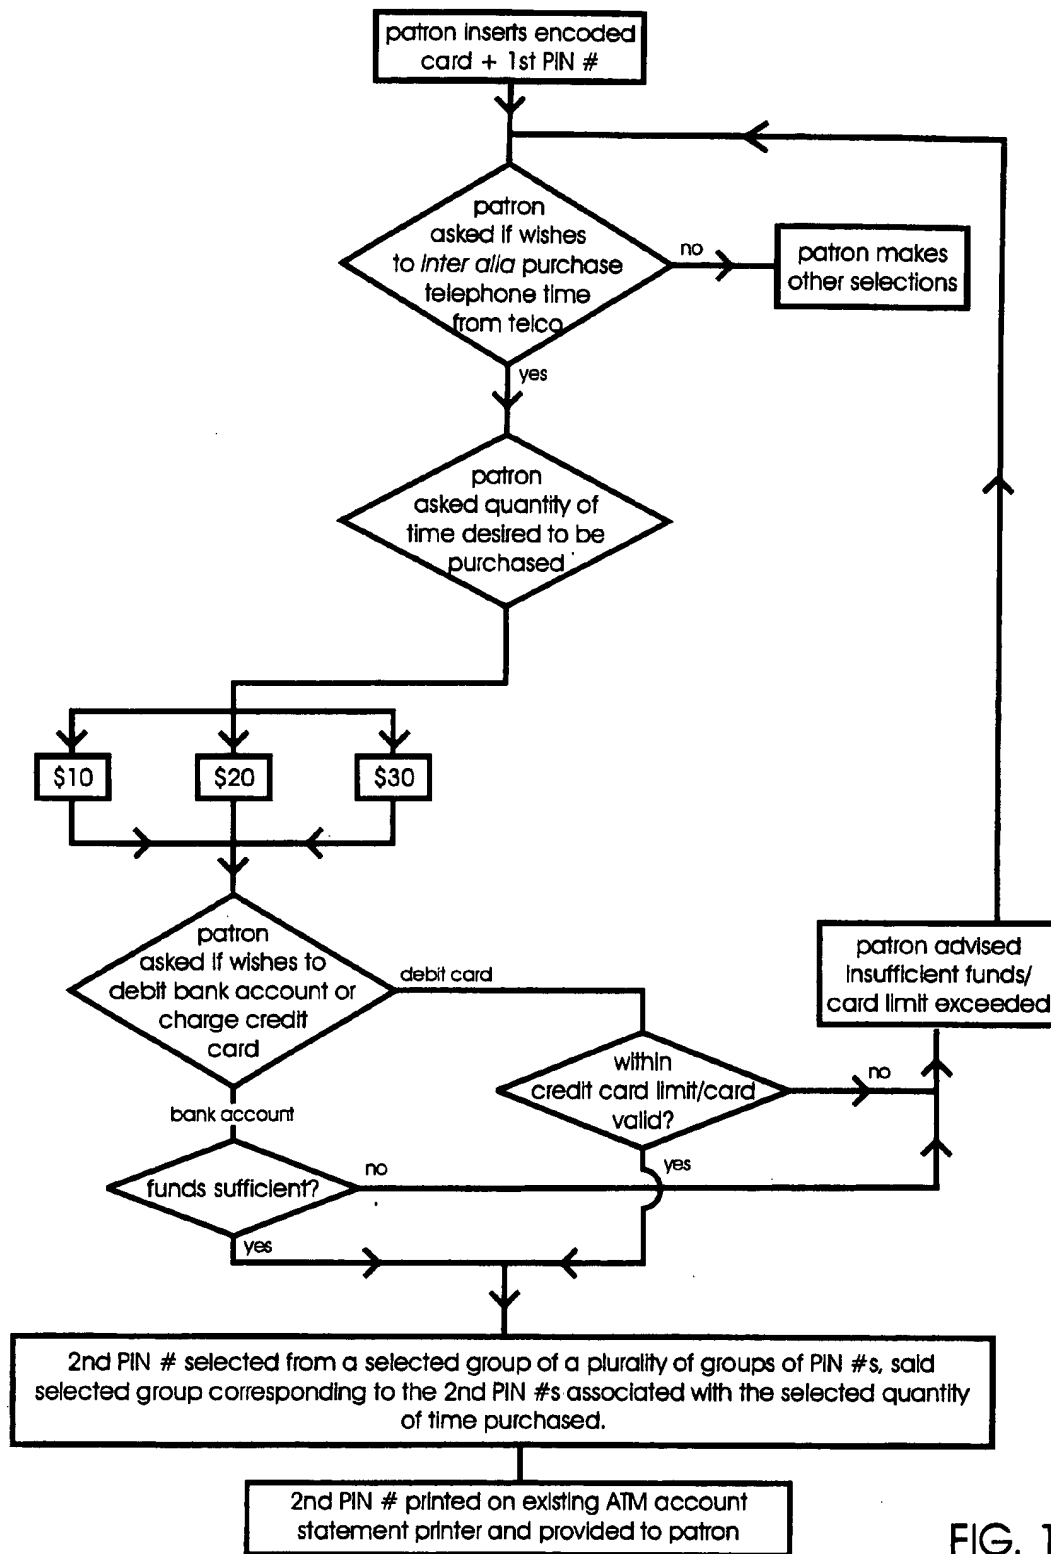 patron inserts encoded
card + 1st PIN #
patron
asked if wishes
to inter alia purchase
telephone time
from telco
no
patron makes
other selections
yes
patron
asked quantity of
time desired to be
purchased
$10
$20
$30
patron
asked if wishes to
debit bank account or
charge credit
card
debit card
patron advised
insufficient funds/
card limit exceeded
within
credit card limit/card
valid?
no
bank account
yes
funds sufficient?
no
yes
2nd PIN # selected from a selected group of a plurality of groups of PIN #s, said
selected group corresponding to the 2nd PIN #s associated with the selected quantity
of time purchased.
2nd PIN # printed on existing ATM account
statement printer and provided to patron
FIG. 1